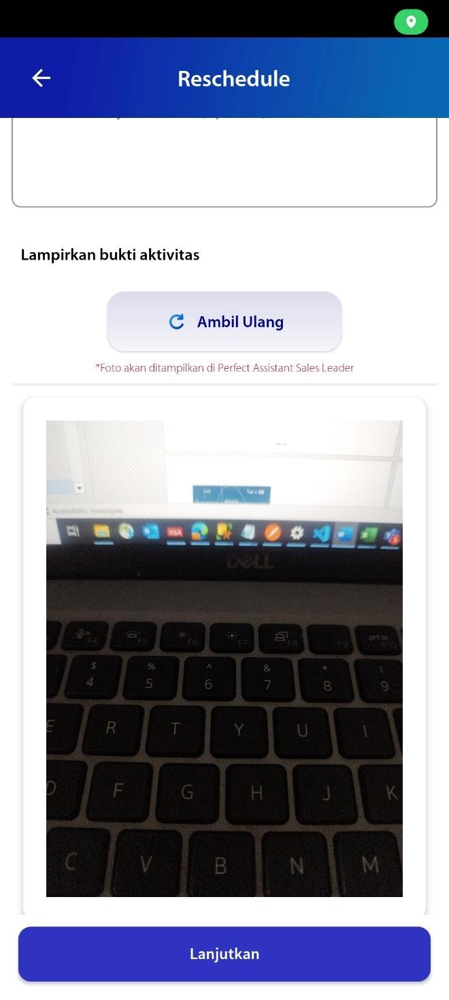 Reschedule
Lampirkan bukti aktivitas
Ambil Ulang
*Foto akan ditampilkan di Perfect Assistant Sales Leader
Accessibility: Investigate
RSA
DELL
F4 F5 F6 F7 F8 F9 prt sc F10
$ % ^ & * (
4 5 6 7 8 9
E R T Y U I
D F G H J K
C V B N M
Lanjutkan